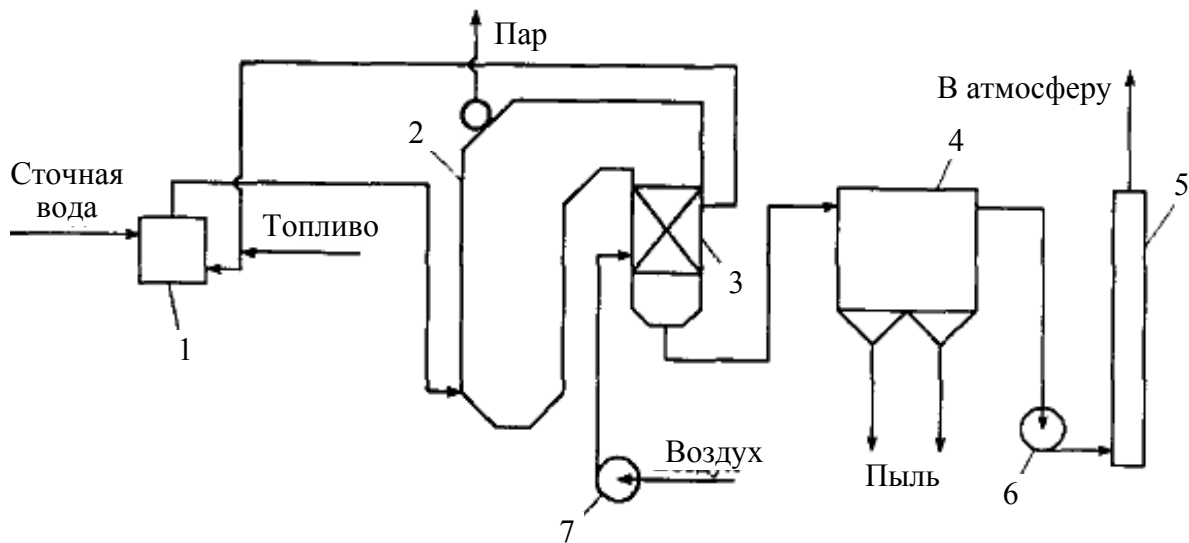 Пар
В атмосферу
2
4
Сточная
вода
5
Топливо
3
1
Воздух
Пыль
6
7